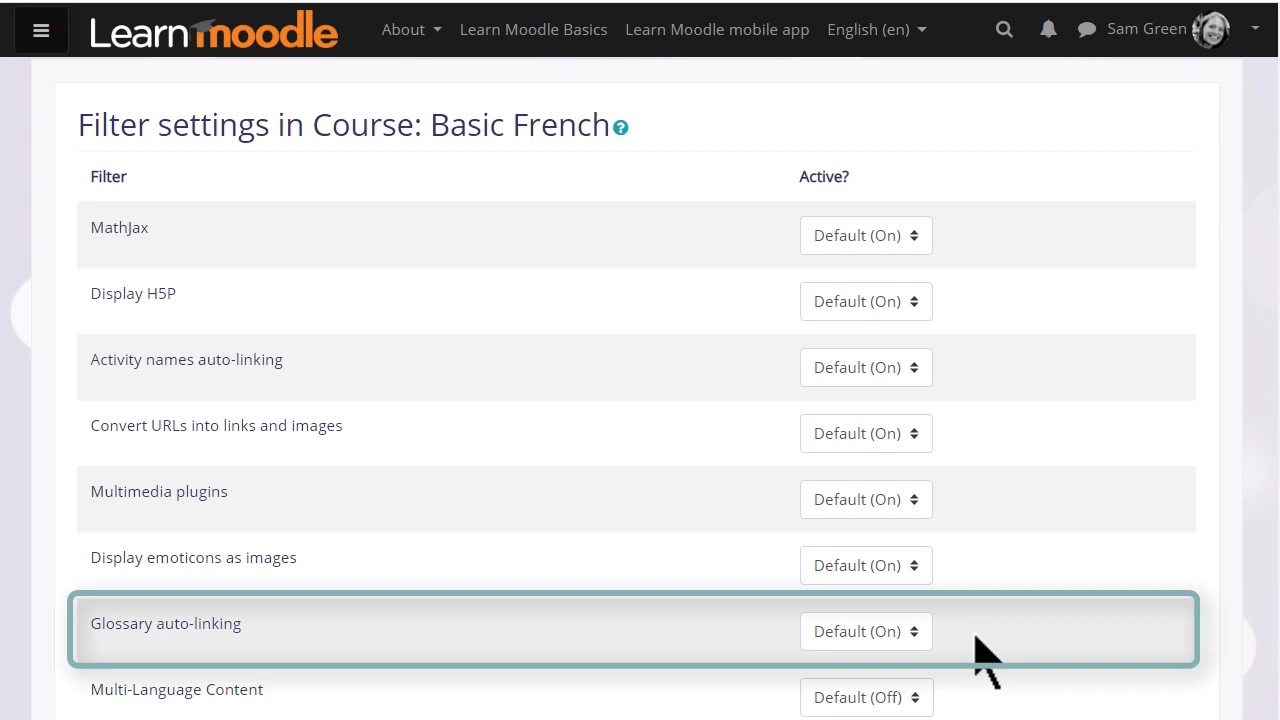 Learn moodle About Learn Moodle Basics Learn Moodle mobile app English (en) Sam Green
Filter settings in Course: Basic French ?
Filter Active?
MathJax Default (On)
Display H5P Default (On)
Activity names auto-linking Default (On)
Convert URLs into links and images Default (On)
Multimedia plugins Default (On)
Display emoticons as images Default (On)
Glossary auto-linking Default (On)
Multi-Language Content Default (Off)